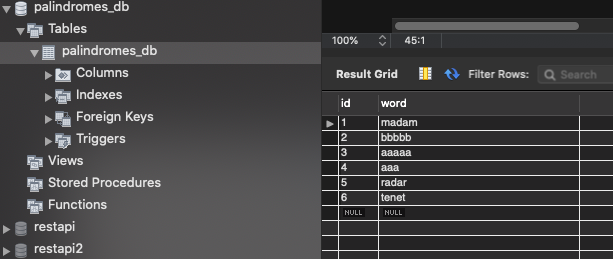 palindromes_db
Tables
palindromes_db
Columns
Indexes
Foreign Keys
Triggers
Views
Stored Procedures
Functions
restapi
restapi2
100% 45:1
Result Grid Filter Rows: Search
id word
1 madam
2 bbbbb
3 aaaaa
4 aaa
5 radar
6 tenet
NULL NULL